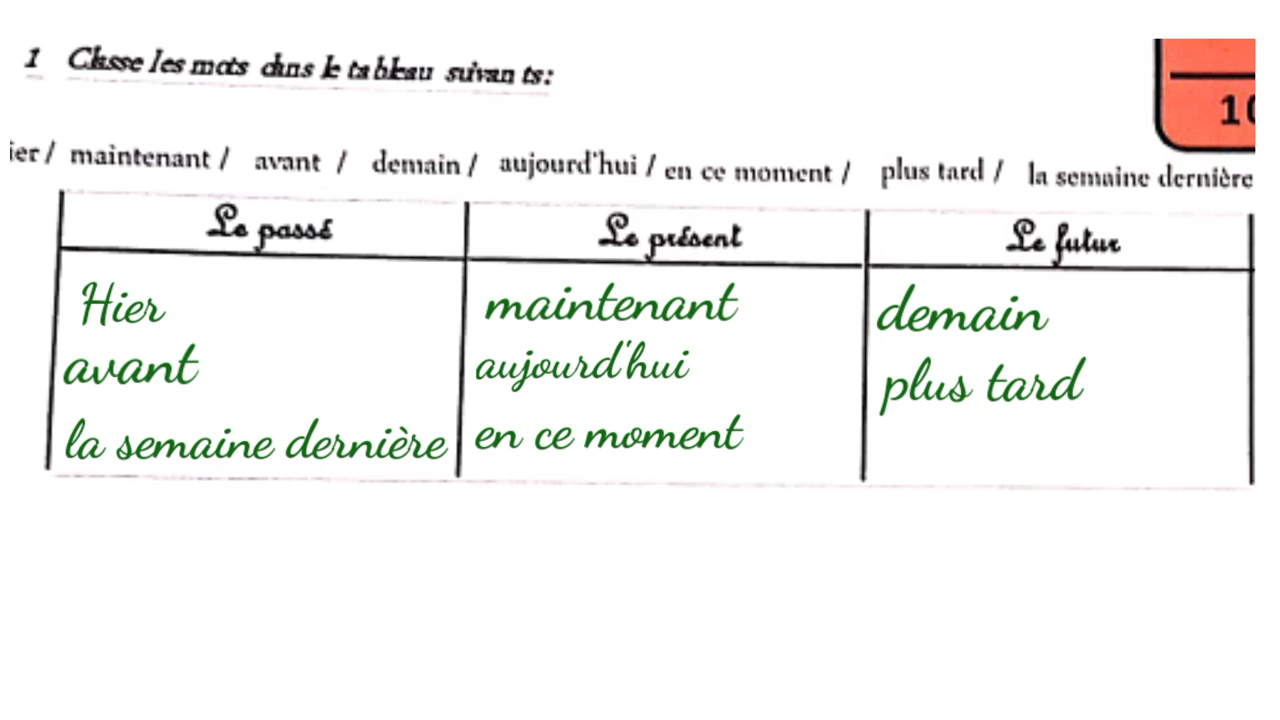 1 Classe les mots dans le tableau suivants:
10
ier / maintenant / avant / demain / aujourd'hui / en ce moment / plus tard / la semaine dernière
Le passé Le présent Le futur
Hier maintenant demain
avant aujourd'hui plus tard
la semaine dernière en ce moment